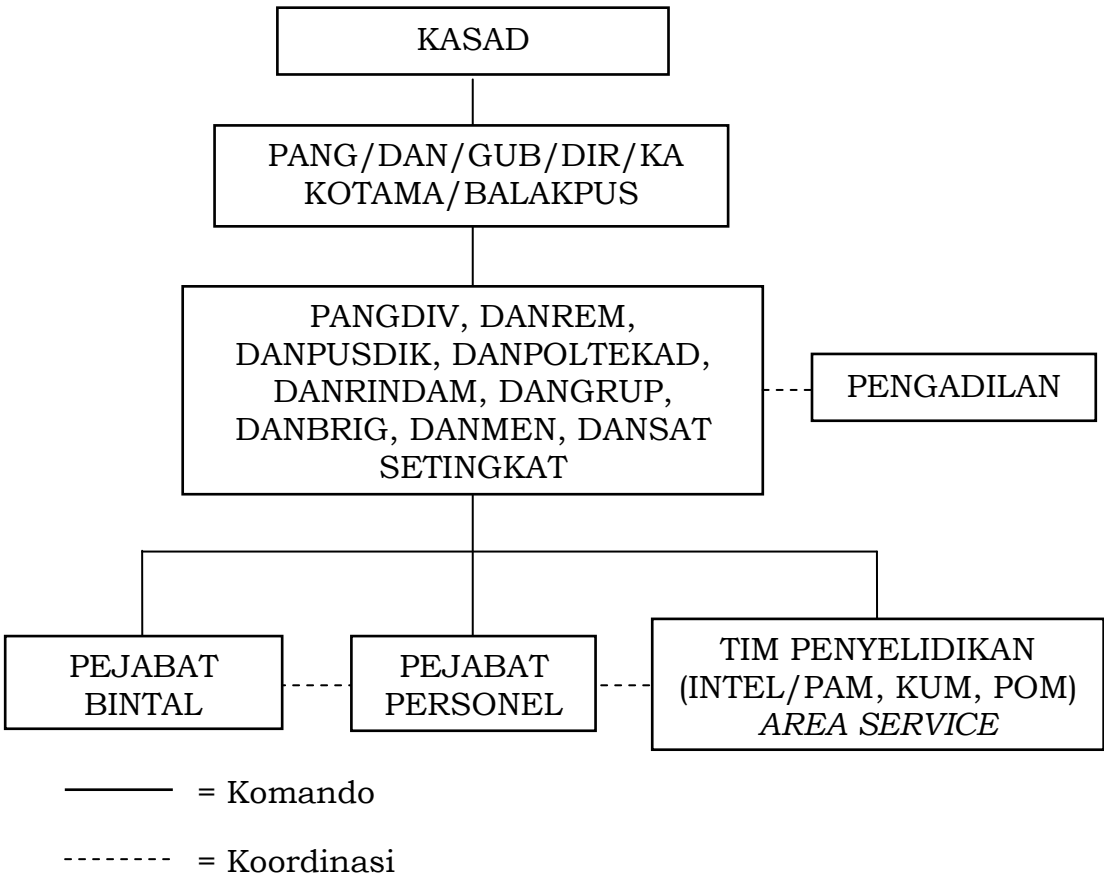 KASAD
PANG/DAN/GUB/DIR/KA
KOTAMA/BALAKPUS
PANGDIV, DANREM,
DANPUSDIK, DANPOLTEKAD,
DANRINDAM, DANGRUP,
DANBRIG, DANMEN, DANSAT
SETINGKAT
PENGADILAN
PEJABAT
BINTAL
PEJABAT
PERSONEL
TIM PENYELIDIKAN
(INTEL/PAM, KUM, POM)
AREA SERVICE
= Komando
= Koordinasi